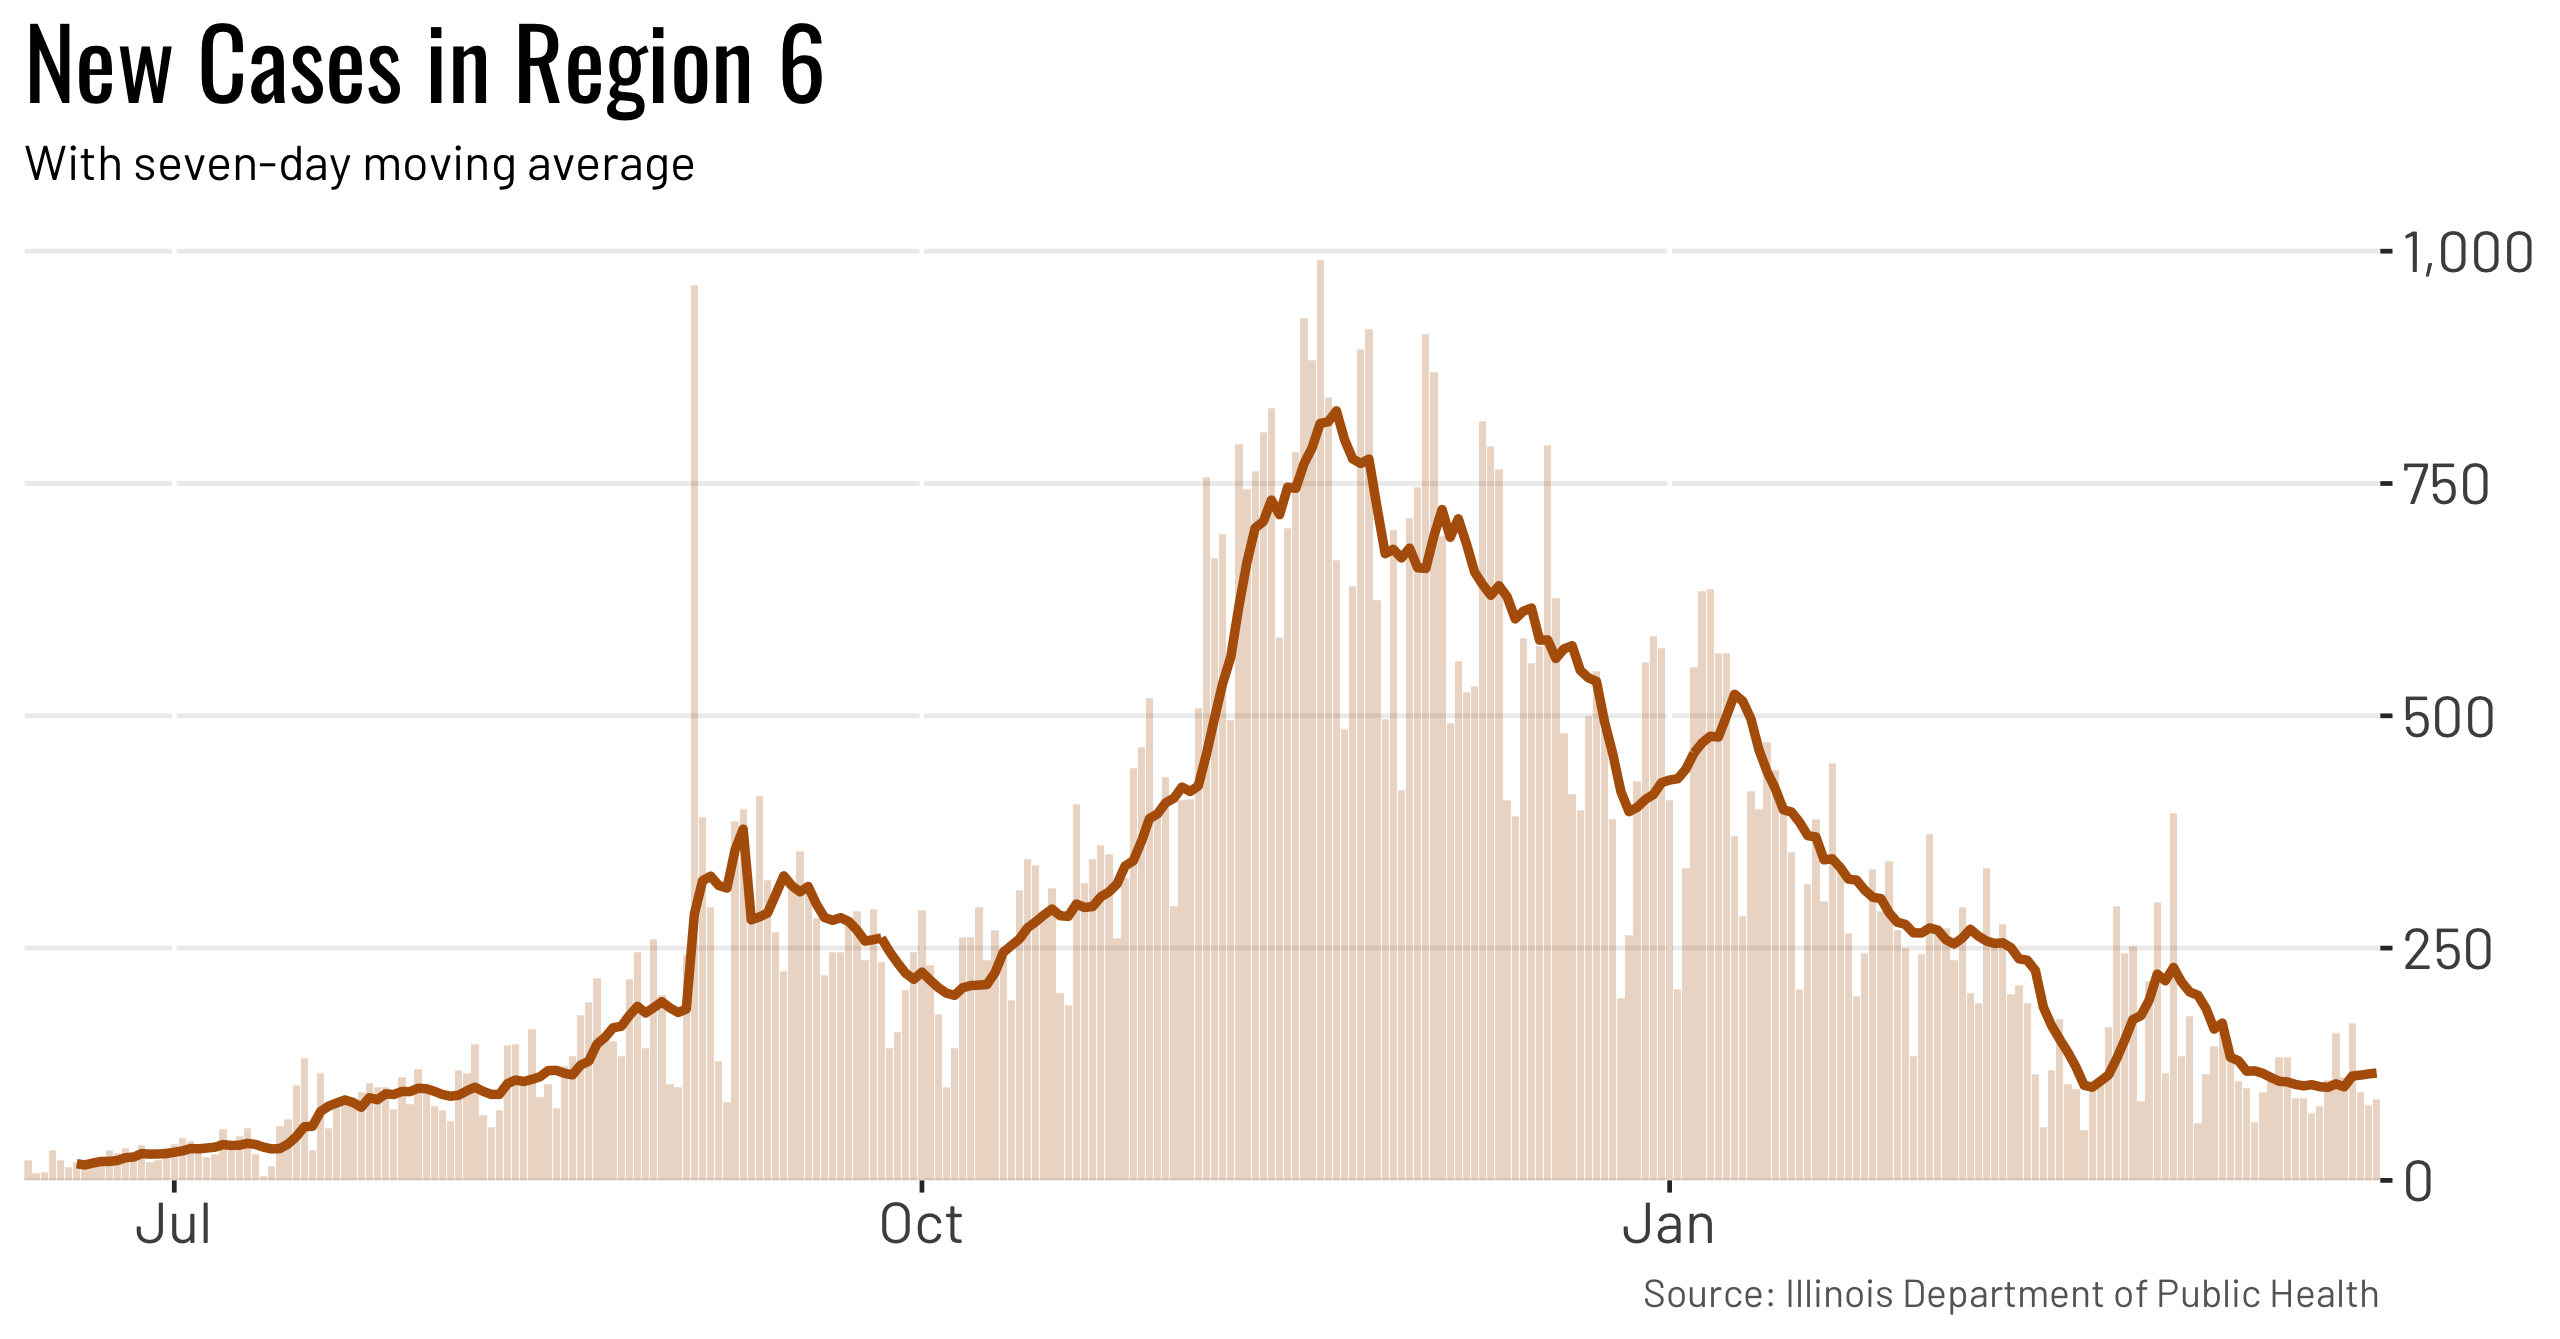 New Cases in Region 6
With seven-day moving average
1,000
750
500
250
0
Jul Oct Jan
Source: Illinois Department of Public Health